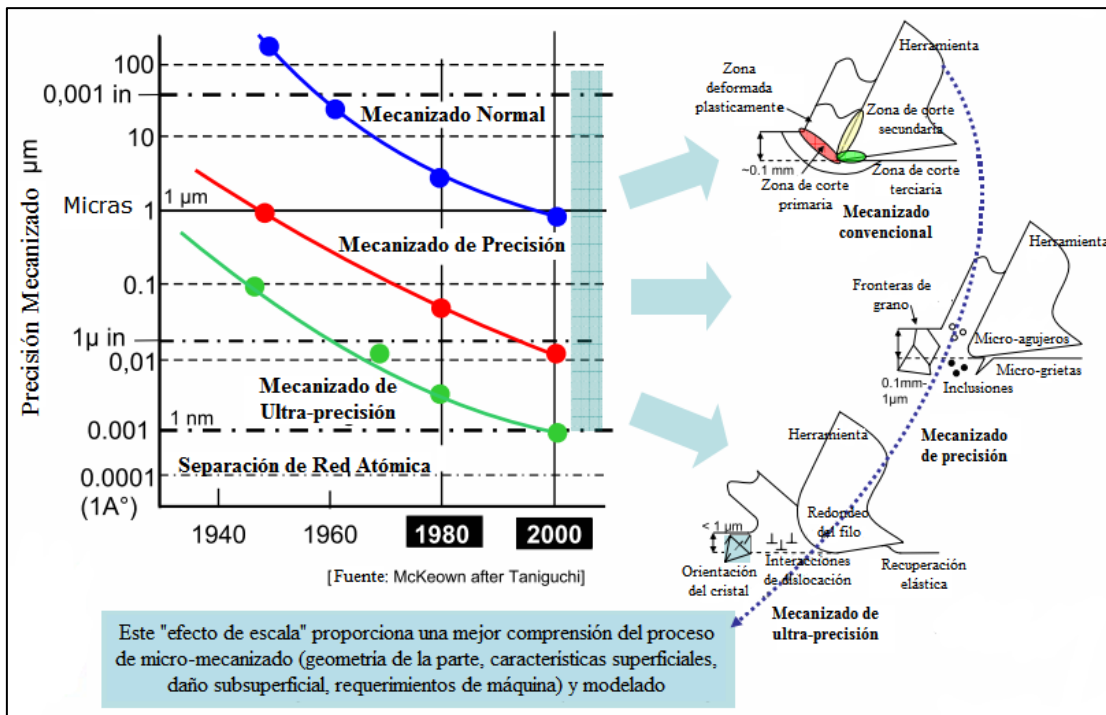 Precisión Mecanizado µm
100
0,001 in
10
Micras
1
0.1
1µ in
0,01
0.001
0.0001
(1A°)
Mecanizado Normal
1 µm
Mecanizado de Precisión
Mecanizado de
Ultra-precisión
1 nm
Separación de Red Atómica
1940
1960
1980
2000
[Fuente: McKeown after Taniguchi]
Herramienta
Zona
deformada
plasticamente
Zona de corte
secundaria
~0.1 mm
Zona de corte
primaria
Zona de corte
terciaria
Mecanizado
convencional
Herramienta
Fronteras de
grano
Micro-agujeros
Micro-grietas
0.1mm-
1µm
Inclusiones
Mecanizado
de precisión
Herramienta
< 1 µm
Redondeo
del filo
Orientación
del cristal
Interacciones
de dislocación
Recuperación
elástica
Mecanizado de
ultra-precisión
Este "efecto de escala" proporciona una mejor comprensión del proceso
de micro-mecanizado (geometria de la parte, características superficiales,
daño subsuperficial, requerimientos de máquina) y modelado